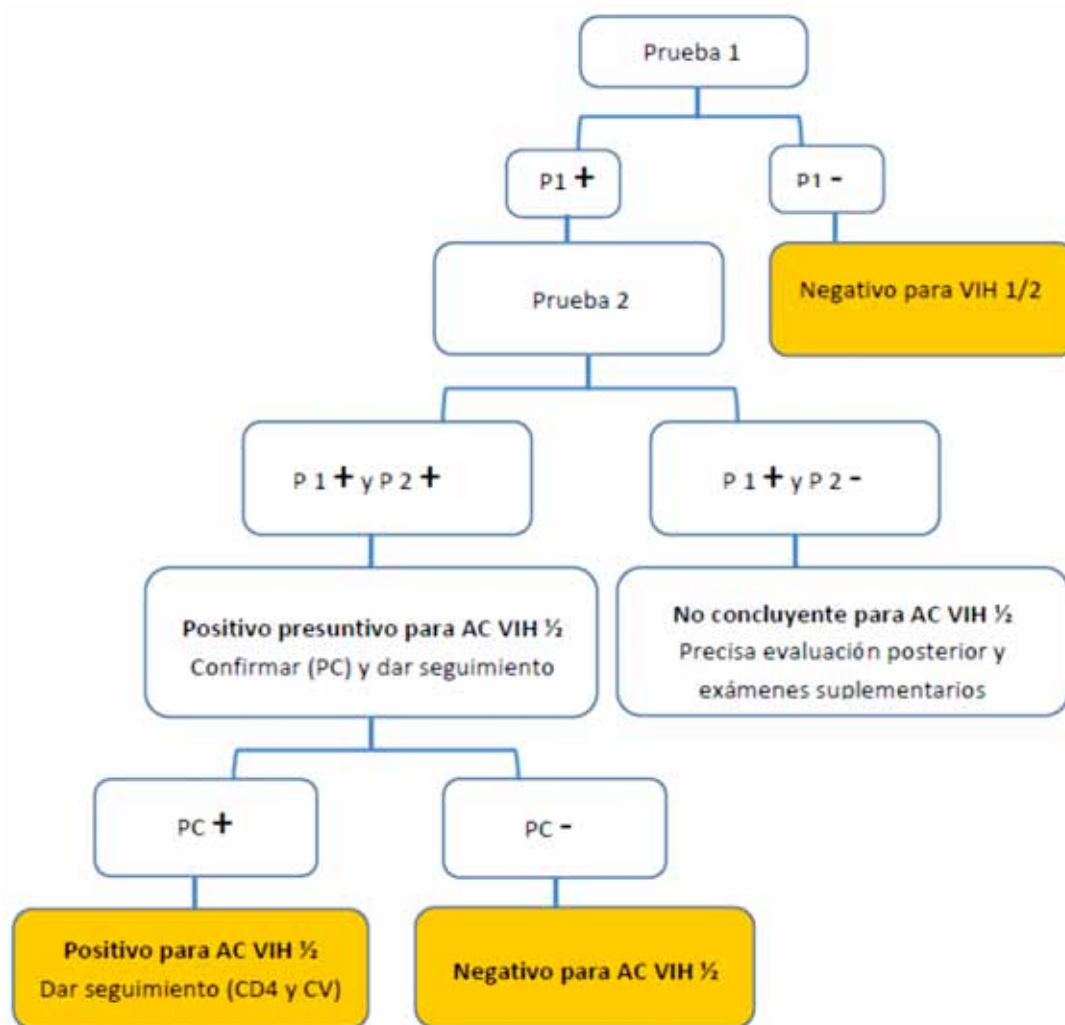 Prueba 1
P1 +
P1 -
Prueba 2
Negativo para VIH 1/2
P 1 + y P 2 +
P 1 + y P 2 -
Positivo presuntivo para AC VIH ½
Confirmar (PC) y dar seguimiento
No concluyente para AC VIH ½
Precisa evaluación posterior y
exámenes suplementarios
PC +
PC -
Positivo para AC VIH ½
Dar seguimiento (CD4 y CV)
Negativo para AC VIH ½